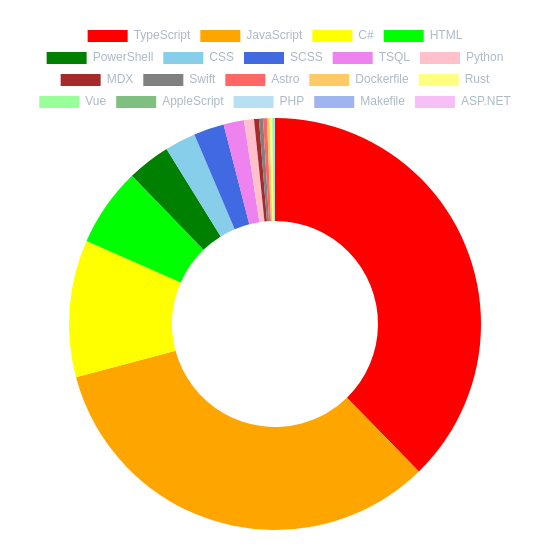 TypeScript JavaScript C# HTML
PowerShell CSS SCSS TSQL Python
MDX Swift Astro Dockerfile Rust
Vue AppleScript PHP Makefile ASP.NET